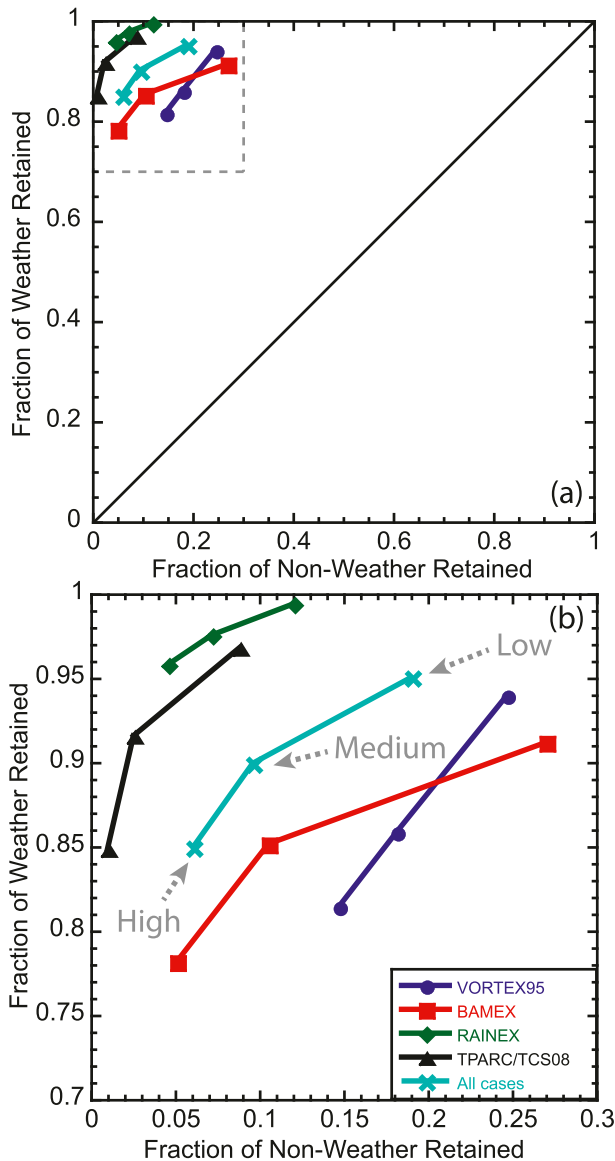 1
0.8
0.6
0.4
0.2
0
Fraction of Weather Retained
(a)
0 0.2 0.4 0.6 0.8 1
Fraction of Non-Weather Retained
1
0.95
0.9
0.85
0.8
0.75
0.7
Fraction of Weather Retained
(b)
Low
Medium
High
VORTEX95
BAMEX
RAINEX
TPARC/TCS08
All cases
0 0.05 0.1 0.15 0.2 0.25 0.3
Fraction of Non-Weather Retained